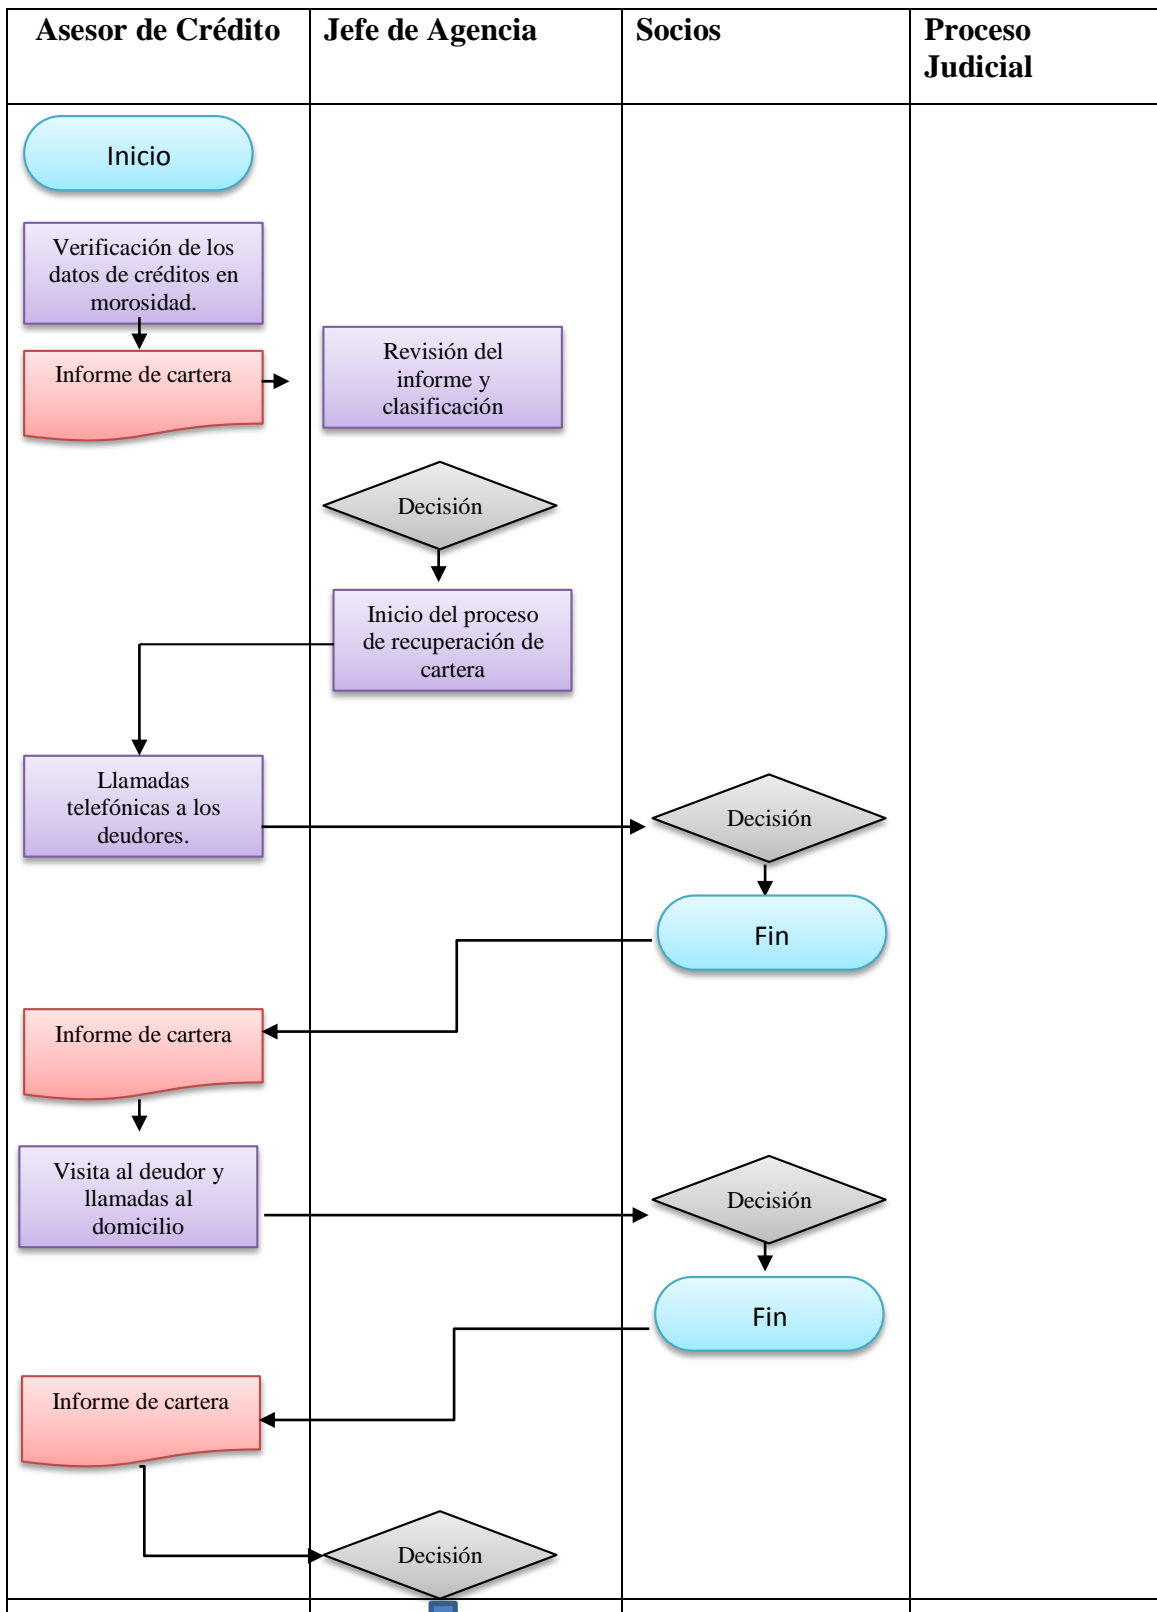 Asesor de Crédito
Jefe de Agencia
Socios
Proceso
Judicial
Inicio
Verificación de los
datos de créditos en
morosidad.
Informe de cartera
Revisión del
informe y
clasificación
Decisión
Inicio del proceso
de recuperación de
cartera
Llamadas
telefónicas a los
deudores.
Decisión
Fin
Informe de cartera
Visita al deudor y
llamadas al
domicilio
Decisión
Fin
Informe de cartera
Decisión